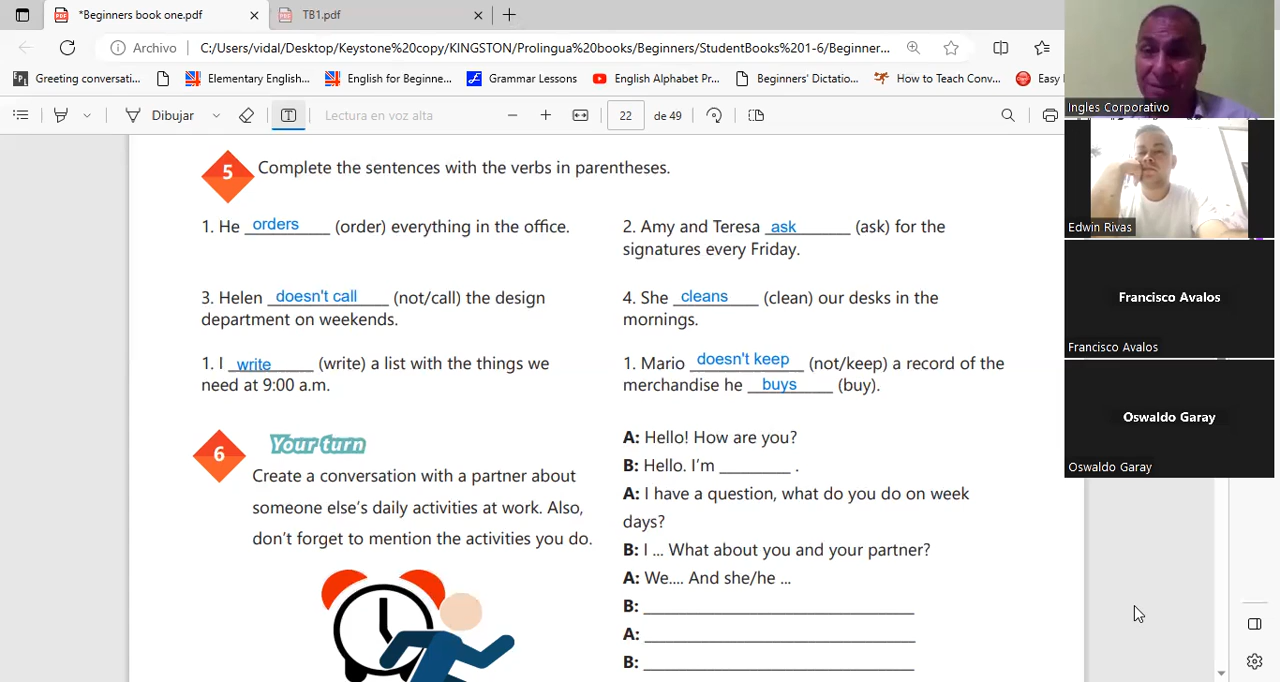 *Beginners book one.pdf
TB1.pdf
Archivo
C:/Users/vidal/Desktop/Keystone%20copy/KINGSTON/Prolingua%20books/Beginners/StudentBooks%201-6/Beginner...
Greeting conversati...
Elementary English...
English for Beginne...
Grammar Lessons
English Alphabet Pr...
Beginners' Dictatio...
How to Teach Conv...
Easy
Dibujar
Lectura en voz alta
22
de 49
5
Complete the sentences with the verbs in parentheses.
1. He orders (order) everything in the office.
2. Amy and Teresa ask (ask) for the
signatures every Friday.
3. Helen doesn't call (not/call) the design
department on weekends.
4. She cleans (clean) our desks in the
mornings.
1. I write (write) a list with the things we
need at 9:00 a.m.
1. Mario doesn't keep (not/keep) a record of the
merchandise he buys (buy).
6
Your turn
Create a conversation with a partner about
someone else's daily activities at work. Also,
don't forget to mention the activities you do.
A: Hello! How are you?
B: Hello. I'm ________ .
A: I have a question, what do you do on week
days?
B: I ... What about you and your partner?
A: We.... And she/he ...
B: ______________________________
A: ______________________________
B: ______________________________
Ingles Corporativo
Edwin Rivas
Francisco Avalos
Francisco Avalos
Oswaldo Garay
Oswaldo Garay